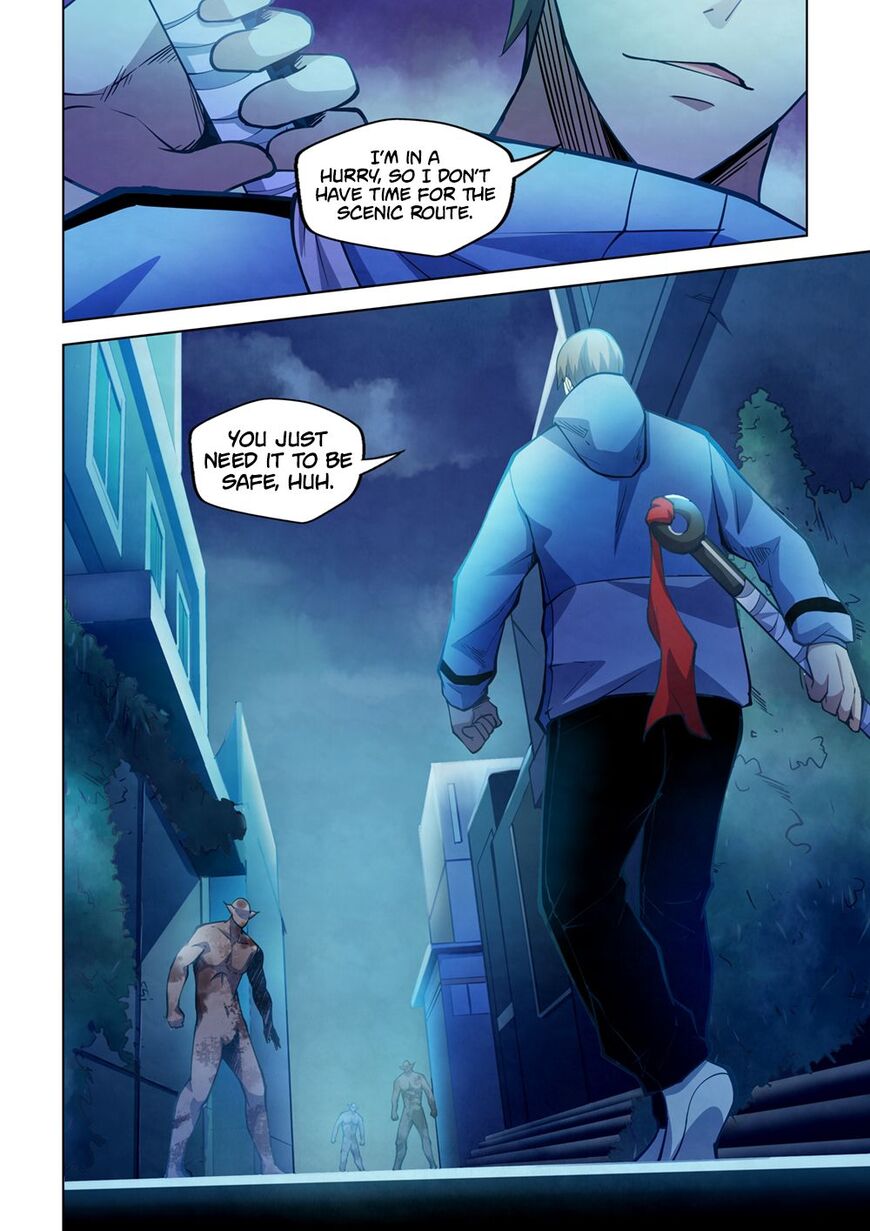 I'M IN A
HURRY, SO I DON'T
HAVE TIME FOR THE
SCENIC ROUTE.
YOU JUST
NEED IT TO BE
SAFE, HUH.